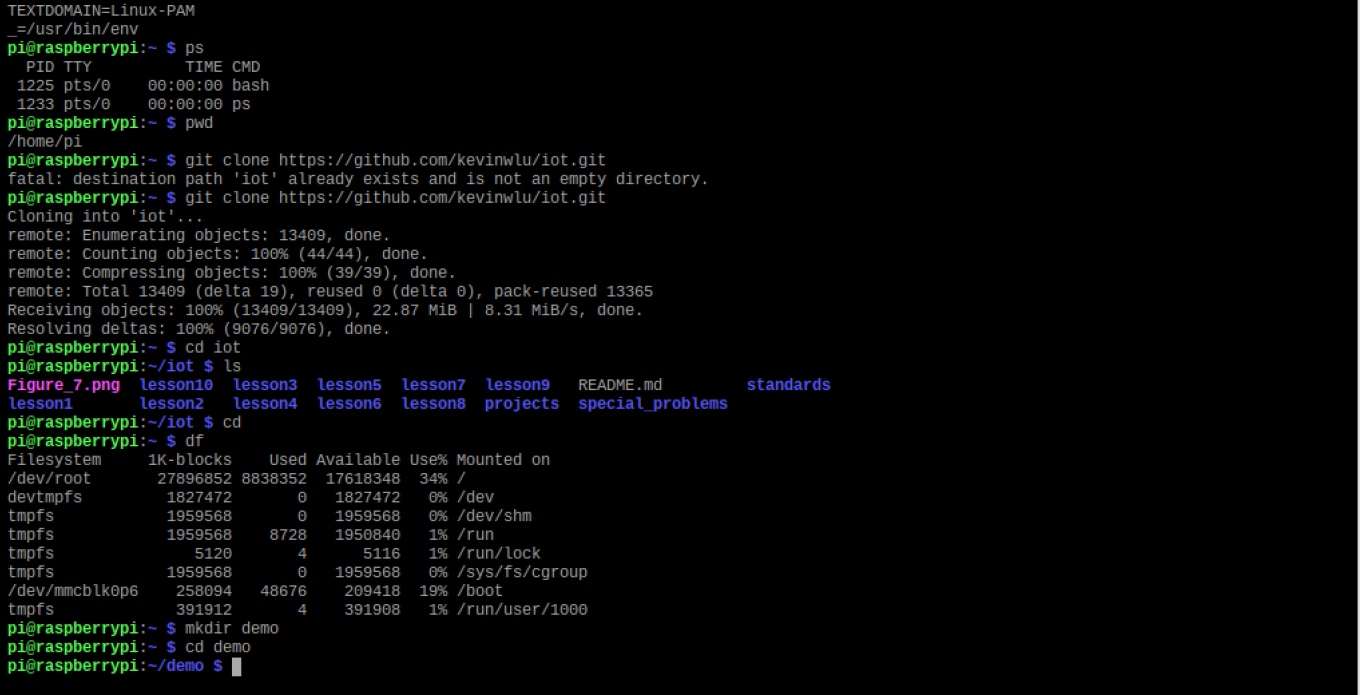 TEXTDOMAIN=Linux-PAM
_=/usr/bin/env
pi@raspberrypi:~ $ ps
  PID TTY          TIME CMD
 1225 pts/0    00:00:00 bash
 1233 pts/0    00:00:00 ps
pi@raspberrypi:~ $ pwd
/home/pi
pi@raspberrypi:~ $ git clone https://github.com/kevinwlu/iot.git
fatal: destination path 'iot' already exists and is not an empty directory.
pi@raspberrypi:~ $ git clone https://github.com/kevinwlu/iot.git
Cloning into 'iot'...
remote: Enumerating objects: 13409, done.
remote: Counting objects: 100% (44/44), done.
remote: Compressing objects: 100% (39/39), done.
remote: Total 13409 (delta 19), reused 0 (delta 0), pack-reused 13365
Receiving objects: 100% (13409/13409), 22.87 MiB | 8.31 MiB/s, done.
Resolving deltas: 100% (9076/9076), done.
pi@raspberrypi:~ $ cd iot
pi@raspberrypi:~/iot $ ls
Figure_7.png  lesson10  lesson3  lesson5  lesson7  lesson9   README.md         standards
lesson1       lesson2   lesson4  lesson6  lesson8  projects  special_problems
pi@raspberrypi:~/iot $ cd
pi@raspberrypi:~ $ df
Filesystem     1K-blocks    Used Available Use% Mounted on
/dev/root       27896852 8838352  17618348  34% /
devtmpfs         1827472       0   1827472   0% /dev
tmpfs            1959568       0   1959568   0% /dev/shm
tmpfs            1959568    8728   1950840   1% /run
tmpfs               5120       4      5116   1% /run/lock
tmpfs            1959568       0   1959568   0% /sys/fs/cgroup
/dev/mmcblk0p6    258094   48676    209418  19% /boot
tmpfs             391912       4    391908   1% /run/user/1000
pi@raspberrypi:~ $ mkdir demo
pi@raspberrypi:~ $ cd demo
pi@raspberrypi:~/demo $